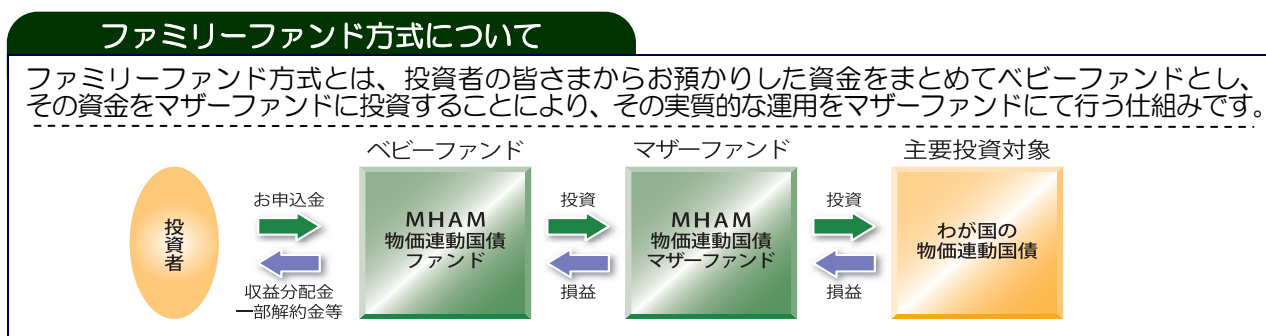 ファミリーファンド方式について
ファミリーファンド方式とは、投資者の皆さまからお預かりした資金をまとめてベビーファンドとし、
その資金をマザーファンドに投資することにより、その実質的な運用をマザーファンドにて行う仕組みです。
ベビーファンド
マザーファンド
主要投資対象
投資者
お申込金
収益分配金
一部解約金等
MHAM
物価連動国債
ファンド
投資
損益
MHAM
物価連動国債
マザーファンド
投資
損益
わが国の
物価連動国債